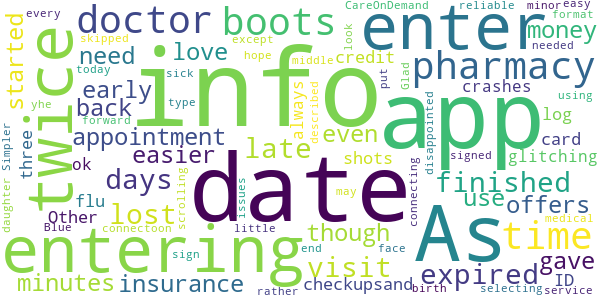 CareOnDemand reliable minor easy
every doctor boots enter money format
skipped started need love credit middle except look pharmacy needed
today early info app crashes using
yhe sick hope put described
forward back type Glad always log
twice appointment late even disappointed signed card
Simpler three easier date shots connecting glitching
ok days As finished
daughter flu scrolling issues though use offers
Other lost may time
Blue connectoon little visit medical
entering end face expired gave
sign minutes insurance rather checkupsand birth selecting ID service